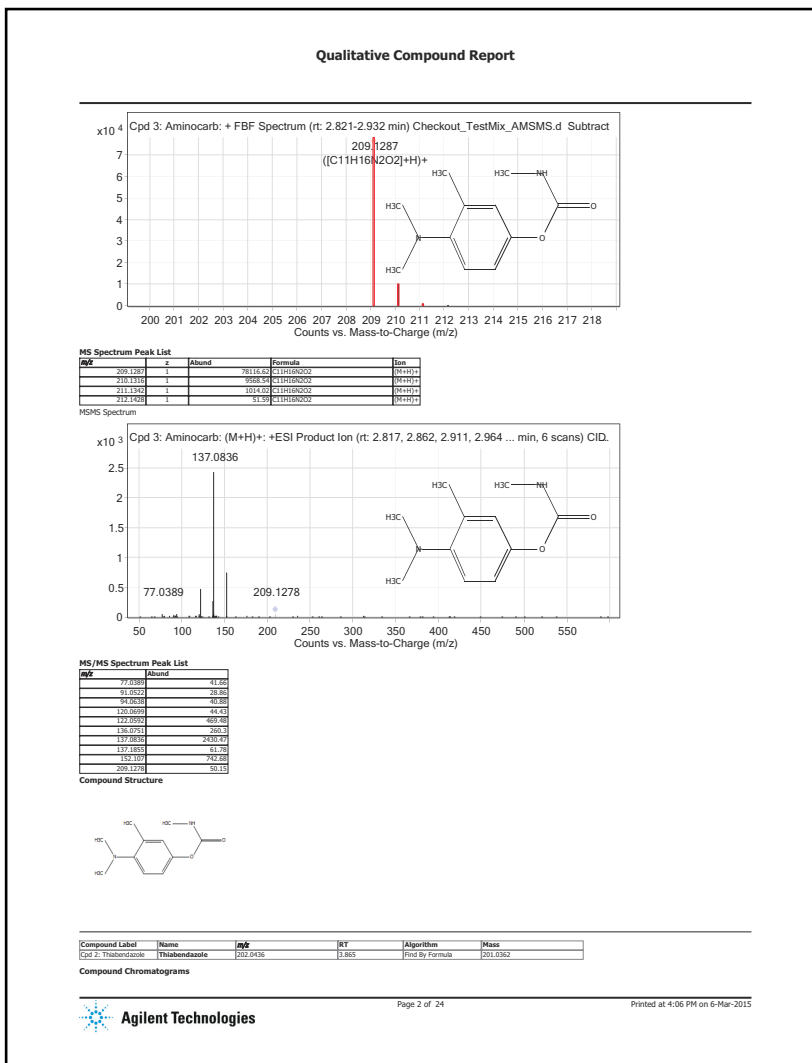 Qualitative Compound Report
x10 4
Cpd 3: Aminocarb: + FBF Spectrum (rt: 2.821-2.932 min) Checkout_TestMix_AMSMS.d Subtract
209.1287
([C11H16N2O2]+H)+
7
6
5
4
3
2
1
0
H3C
H3C
NH
H3C
O
N
O
H3C
200 201 202 203 204 205 206 207 208 209 210 211 212 213 214 215 216 217 218
Counts vs. Mass-to-Charge (m/z)
MS Spectrum Peak List
m/z z Abund Formula Ion
209.1287 1 78116.62 C11H16N2O2 (M+H)+
210.1316 1 9568.54 C11H16N2O2 (M+H)+
211.1342 1 1014.02 C11H16N2O2 (M+H)+
212.1428 1 51.59 C11H16N2O2 (M+H)+
MSMS Spectrum
x10 3
Cpd 3: Aminocarb: (M+H)+: +ESI Product Ion (rt: 2.817, 2.862, 2.911, 2.964 ... min, 6 scans) CID.
137.0836
2.5
2
1.5
1
0.5
0
77.0389
209.1278
H3C
H3C
NH
H3C
O
N
O
H3C
50 100 150 200 250 300 350 400 450 500 550
Counts vs. Mass-to-Charge (m/z)
MS/MS Spectrum Peak List
m/z Abund
77.0389 41.66
91.0522 28.86
94.0638 40.88
120.0699 44.43
122.0592 469.48
136.0751 260.3
137.0836 2430.47
137.1855 61.78
152.107 742.68
209.1278 50.15
Compound Structure
H3C
H3C
NH
H3C
O
N
O
H3C
Compound Label Name m/z RT Algorithm Mass
Cpd 2: Thiabendazole Thiabendazole 202.0436 3.865 Find By Formula 201.0362
Compound Chromatograms
Agilent Technologies
Page 2 of 24
Printed at 4:06 PM on 6-Mar-2015